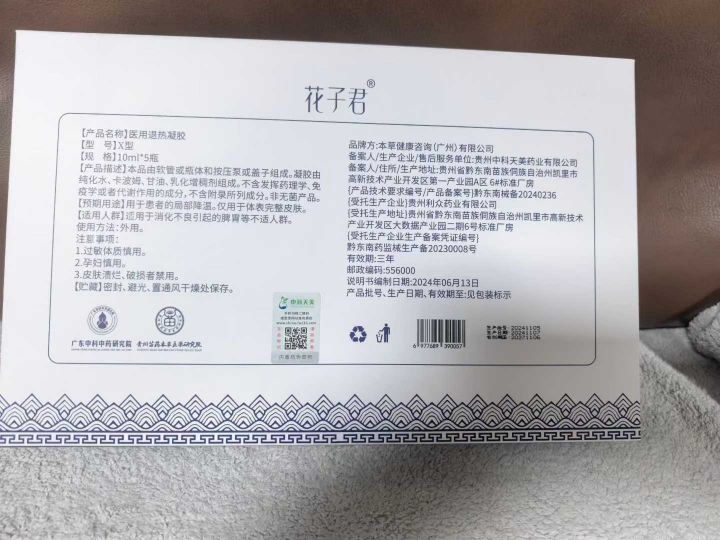 花子君®
【产品名称】医用退热凝胶
【型 号】X型
【规 格】10ml*5瓶
【产品描述】本品由软管或瓶体和按压泵或盖子组成。凝胶由
纯化水、卡波姆、甘油、乳化增稠剂组成。不含发挥药理学、免
疫学或者代谢作用的成分,不含附录所列成分。非无菌产品。
【预期用途】用于患者的局部降温。仅用于体表完整皮肤。
【适用人群】适用于消化不良引起的脾胃等不适人群。
使用方法:外用。
注意事项:
1.过敏体质慎用。
2.孕妇慎用。
3.皮肤溃烂、破损者禁用。
【贮藏】密封、避光、置通风干燥处保存。
广东中科中药研究院
贵州苗药本草立承研究院
中科天美
品牌方:本草健康咨询(广州)有限公司
备案人/生产企业/售后服务单位:贵州中科天美药业有限公司
备案人/住所/生产地址:贵州省黔东南苗族侗族自治州凯里市
高新技术产业开发区第一产业园A区 6#标准厂房
{产品技术要求编号/产品备案号}黔东南械备20240236
{受托生产企业}贵州利众药业有限公司
{受托生产地址}贵州省黔东南苗族侗族自治州凯里市高新技术
产业开发区大数据产业园二期6号标准厂房
{受托生产企业生产备案凭证编号}
黔东南药监械生产备20230008号
有效期:三年
邮政编码:556000
说明书编制日期:2024年06月13日
产品批号、生产日期、有效期至:见包装标示
6 977689 390057
20241105
20241107
20271106